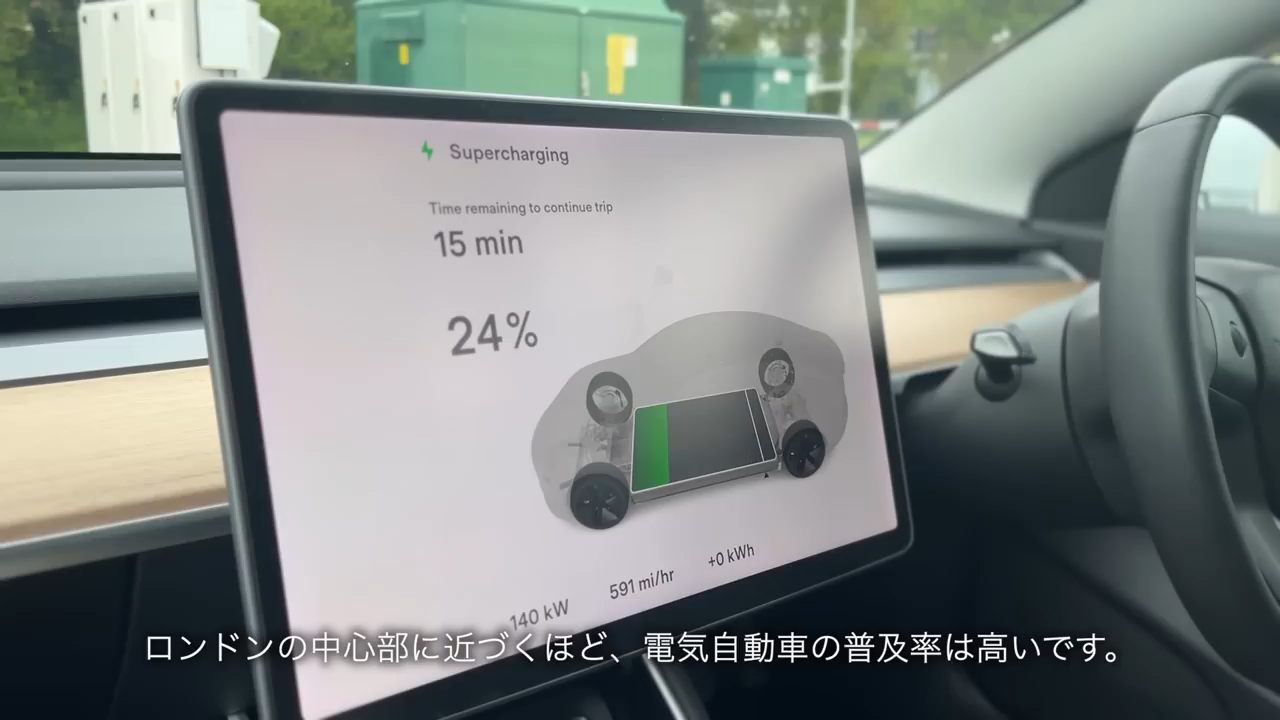 Supercharging
Time remaining to continue trip
15 min
24%
140 kW
591 mi/hr
+0 kWh
ロンドンの中心部に近づくほど、電気自動車の普及率は高いです。